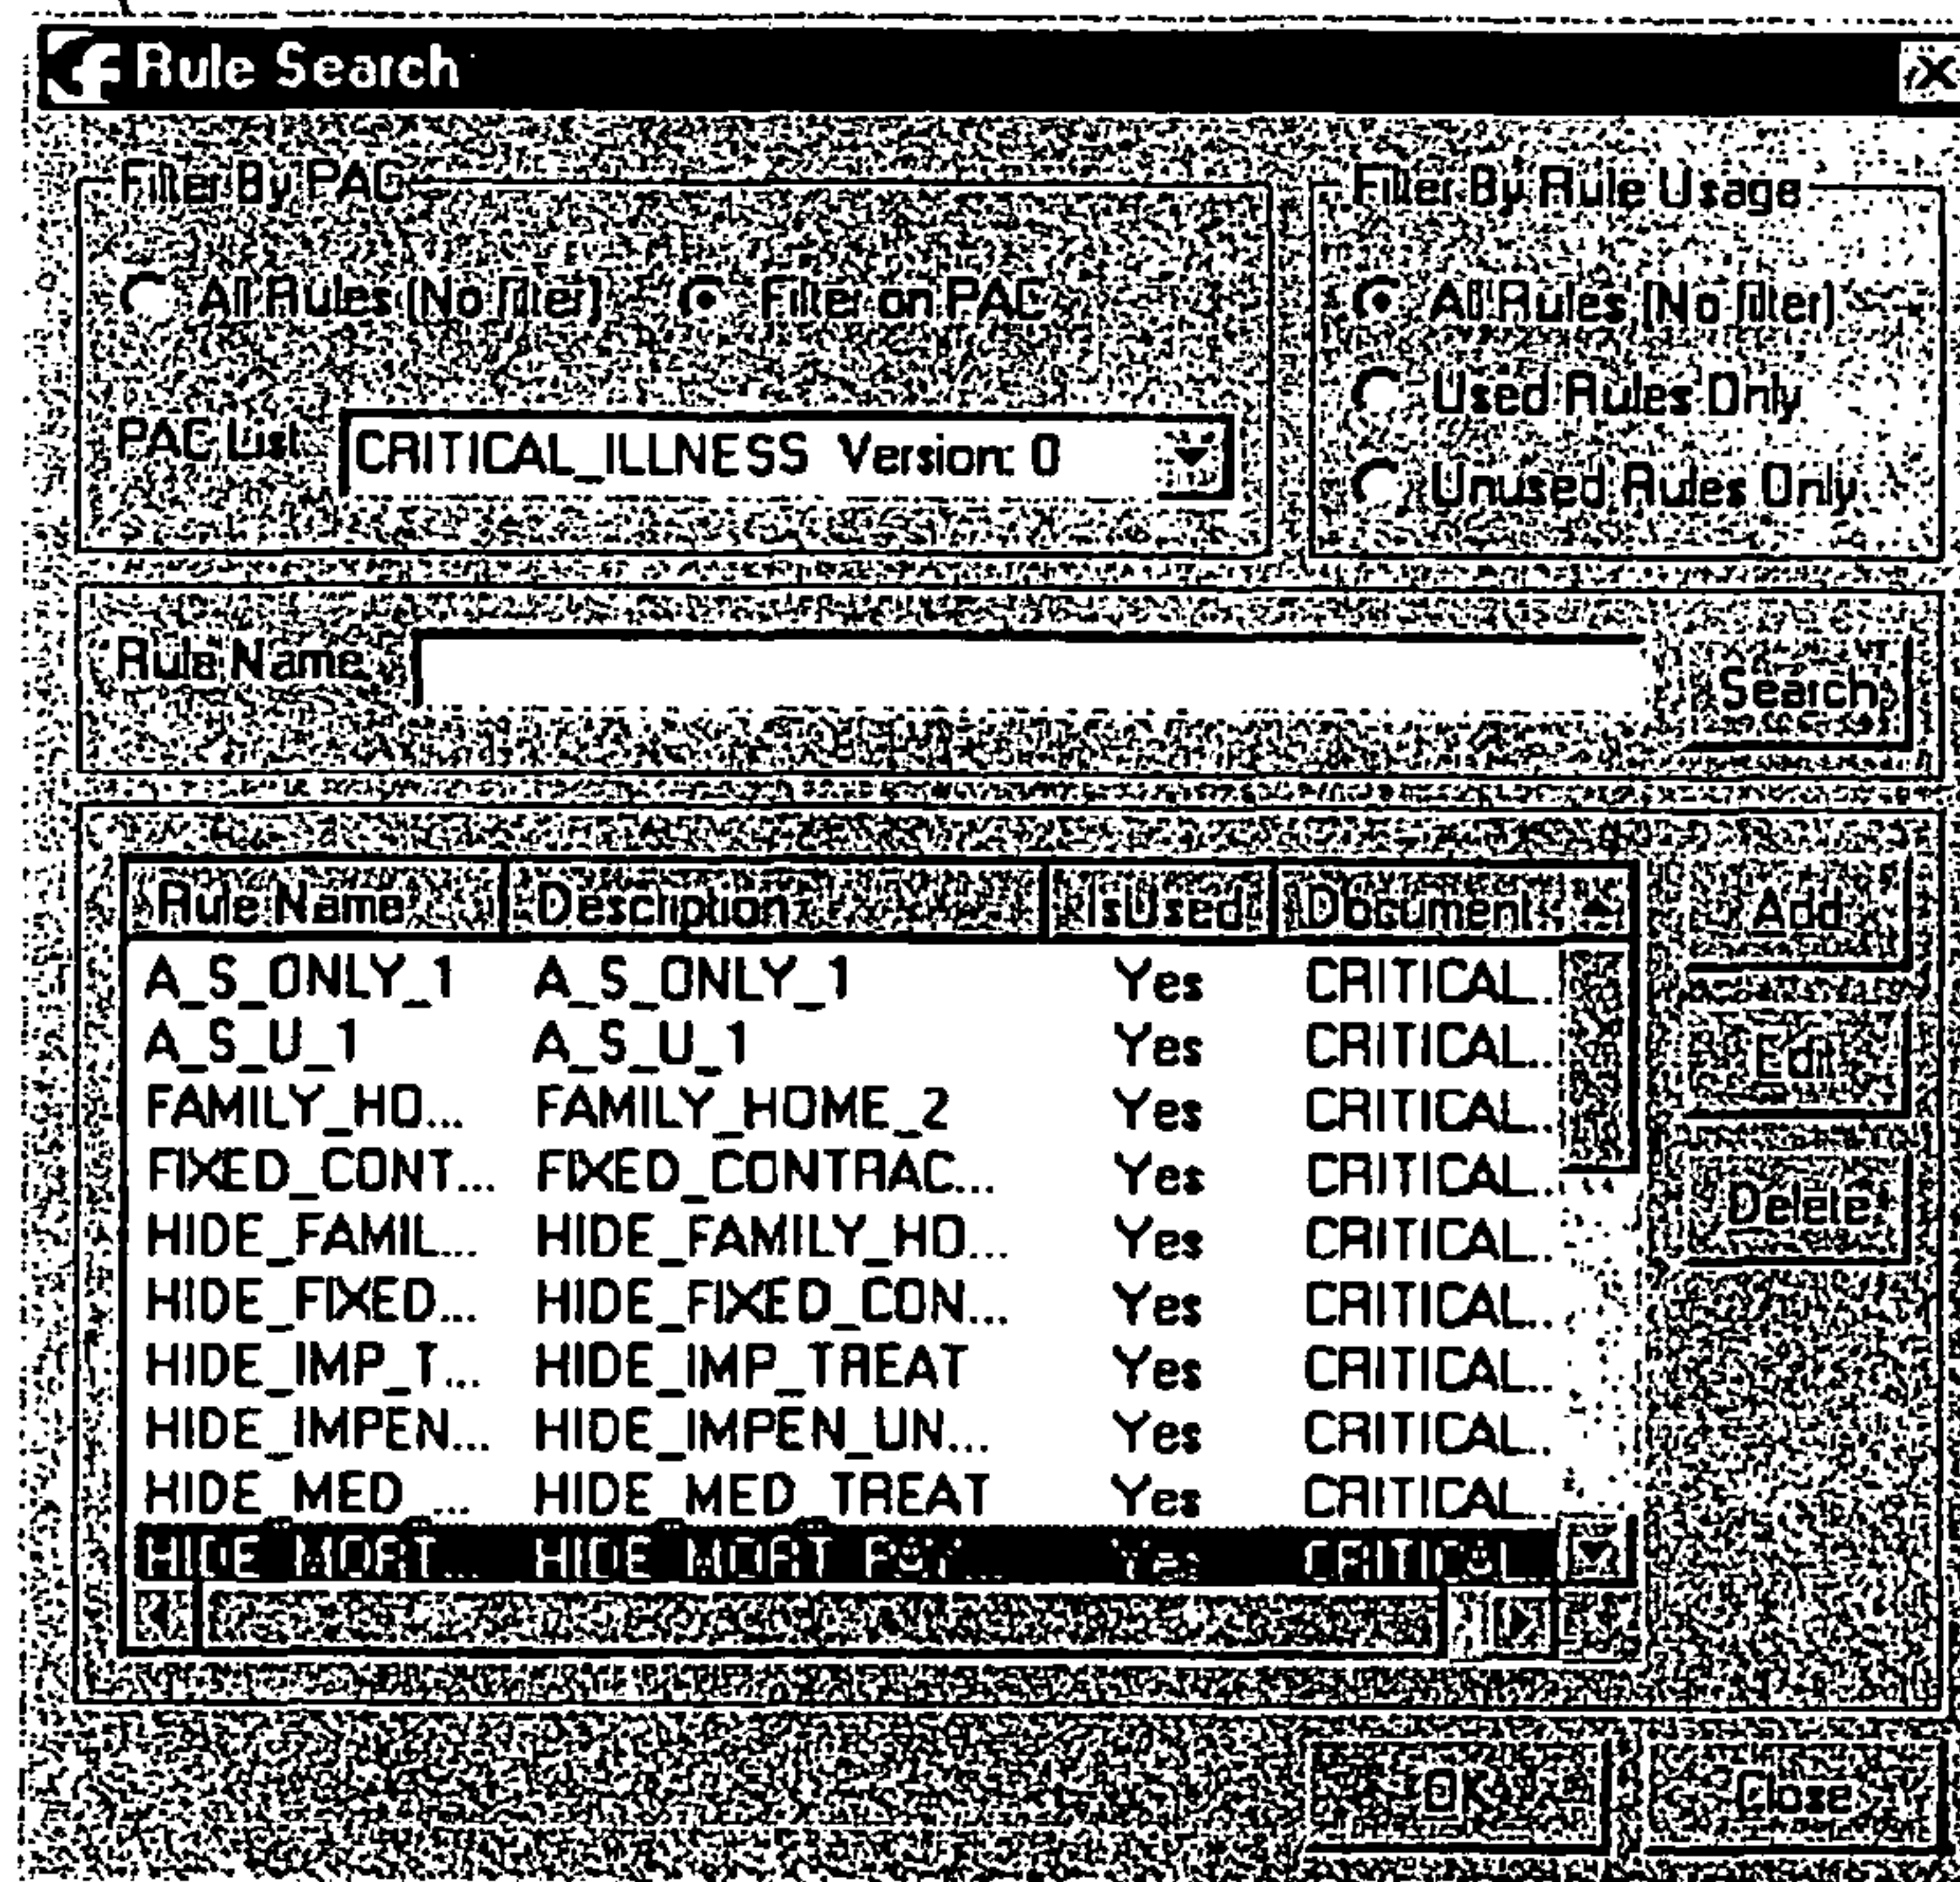 Rule Search
Filter By PAC
All Rules (No filter) Filter on PAC
PAC List CRITICAL_ILLNESS Version: 0
Filter By Rule Usage
All Rules (No filter)
Used Rules Only
Unused Rules Only
Rule Name Search
Rule Name Description IsUsed Document
A_S_ONLY_1 A_S_ONLY_1 Yes CRITICAL..
A_S_U_1 A_S_U_1 Yes CRITICAL..
FAMILY_HO... FAMILY_HOME_2 Yes CRITICAL..
FIXED_CONT... FIXED_CONTRAC... Yes CRITICAL..
HIDE_FAMIL... HIDE_FAMILY_HO... Yes CRITICAL..
HIDE_FIXED... HIDE_FIXED_CON... Yes CRITICAL..
HIDE_IMP_T... HIDE_IMP_TREAT Yes CRITICAL..
HIDE_IMPEN... HIDE_IMPEN_UN... Yes CRITICAL..
HIDE_MED_... HIDE_MED_TREAT Yes CRITICAL..
HIDE_MORT... HIDE_MORT_PAY... Yes CRITICAL..
Add
Edit
Delete
OK Close